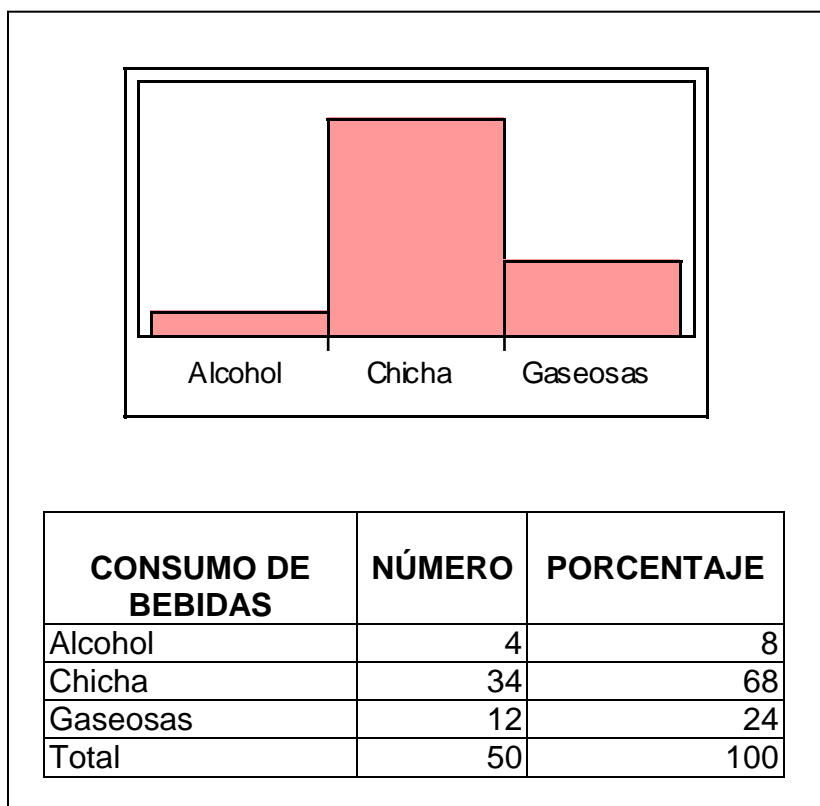 Alcohol Chicha Gaseosas
CONSUMO DE BEBIDAS NÚMERO PORCENTAJE
Alcohol 4 8
Chicha 34 68
Gaseosas 12 24
Total 50 100